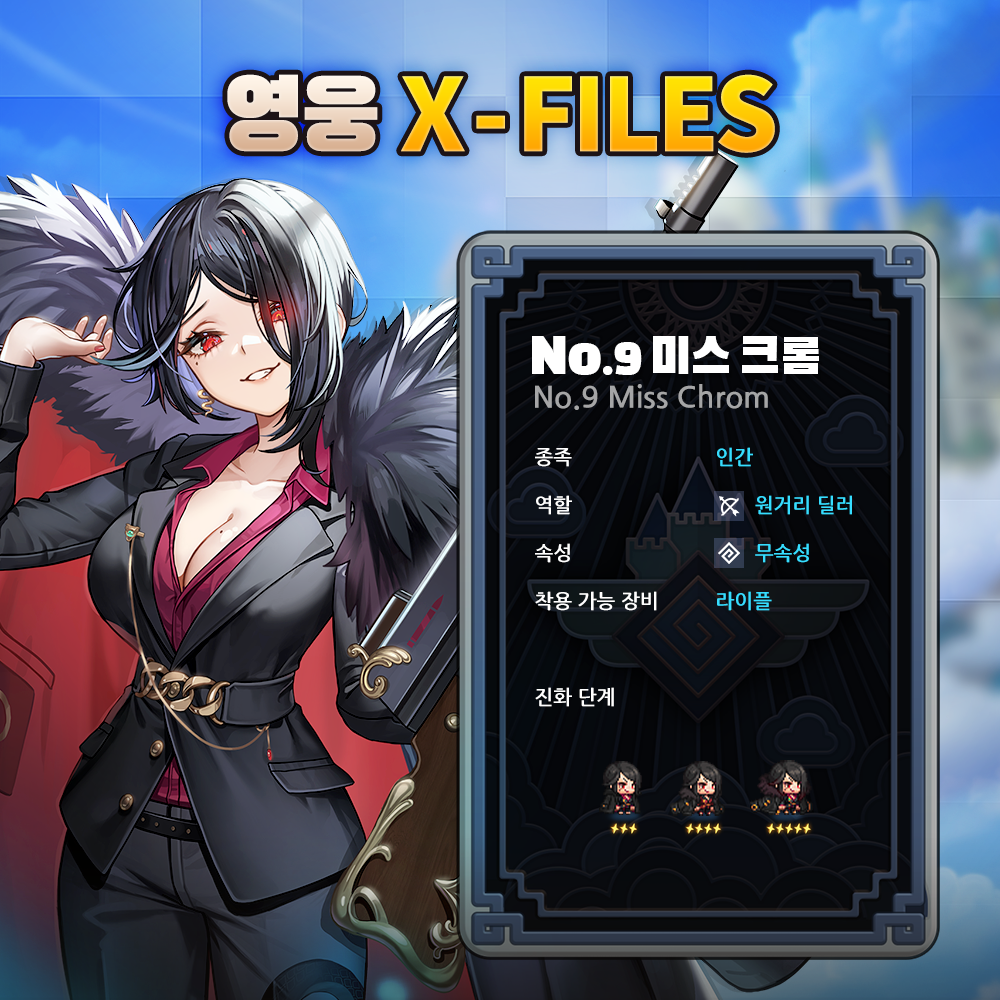 영웅 X-FILES
No.9 미스 크롬
No.9 Miss Chrom
종족 인간
역할 원거리 딜러
속성 무속성
착용 가능 장비 라이플
진화 단계